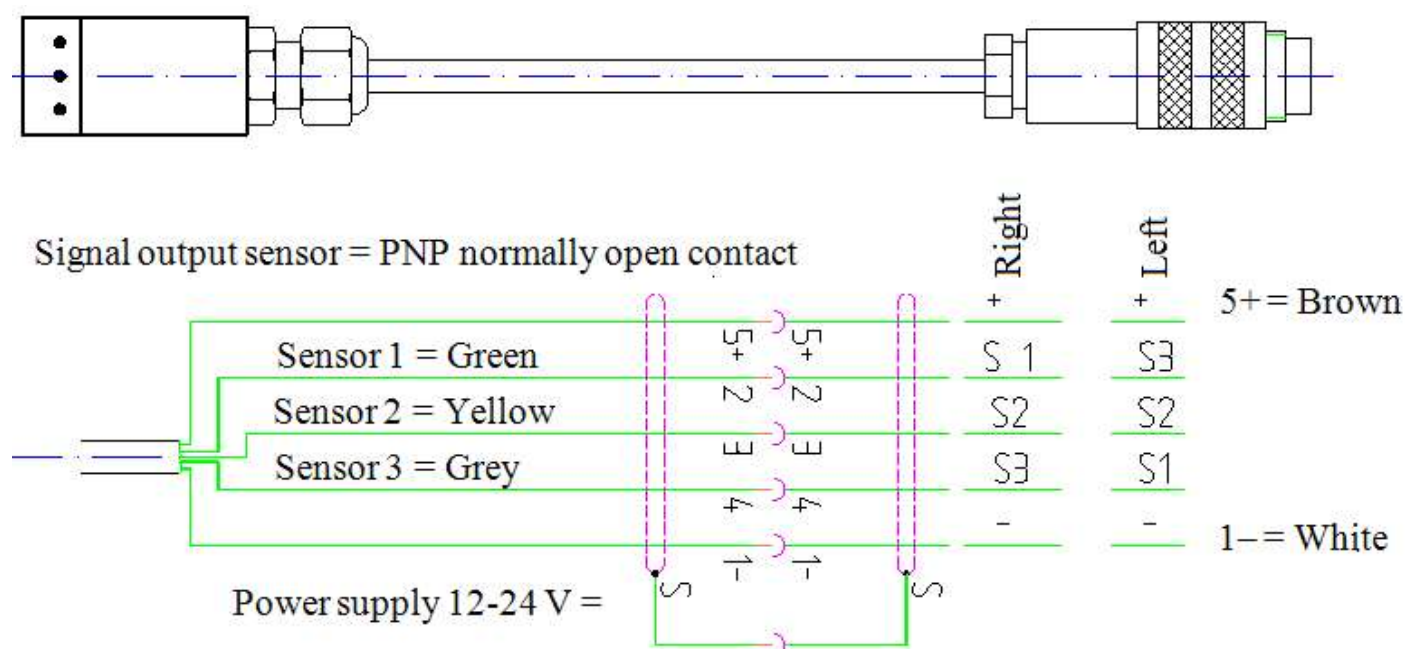 Right
Left
Signal output sensor = PNP normally open contact
+ + 5+ = Brown
5+ 5+
Sensor 1 = Green S 1 S3
2 2
Sensor 2 = Yellow S2 S2
3 3
Sensor 3 = Grey S3 S1
4 4
- - 1– = White
1- 1-
Power supply 12-24 V =
S S